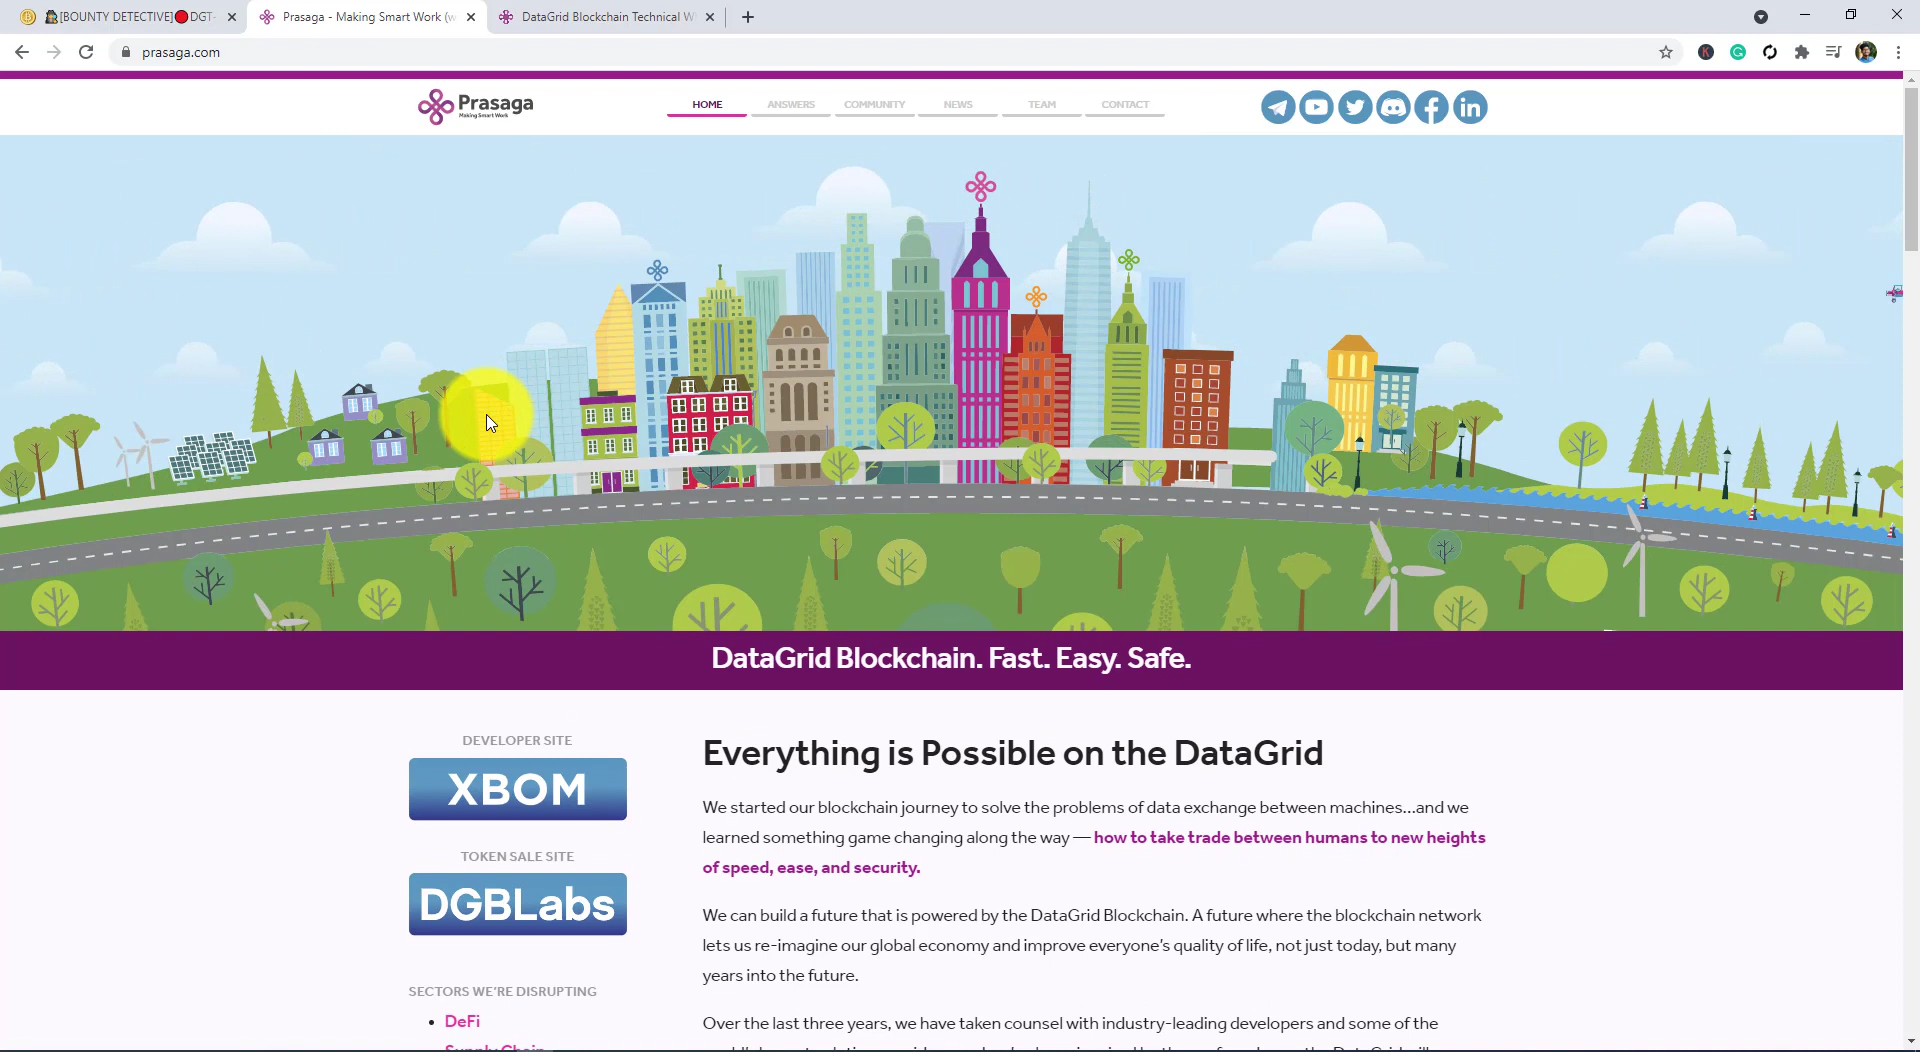 [BOUNTY DETECTIVE]🔴DGT-
Prasaga - Making Smart Work (w
DataGrid Blockchain Technical W
prasaga.com
Prasaga
Making Smart Work
HOME
ANSWERS
COMMUNITY
NEWS
TEAM
CONTACT
DataGrid Blockchain. Fast. Easy. Safe.
DEVELOPER SITE
XBOM
TOKEN SALE SITE
DGBLabs
SECTORS WE'RE DISRUPTING
• DeFi
Everything is Possible on the DataGrid
We started our blockchain journey to solve the problems of data exchange between machines...and we
learned something game changing along the way — how to take trade between humans to new heights
of speed, ease, and security.
We can build a future that is powered by the DataGrid Blockchain. A future where the blockchain network
lets us re-imagine our global economy and improve everyone's quality of life, not just today, but many
years into the future.
Over the last three years, we have taken counsel with industry-leading developers and some of the